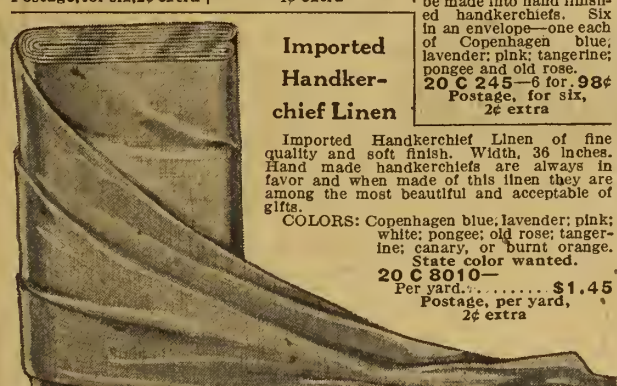 Postage, for six, 2¢ extra
¢ extra
be made into hand finish-
ed handkerchiefs. Six
in an envelope—one each
of Copenhagen blue;
lavender; pink; tangerine;
pongee and old rose.
20 C 245—6 for .98¢
Postage, for six,
2¢ extra
Imported
Handker-
chief Linen
Imported Handkerchief Linen of fine
quality and soft finish. Width, 36 inches.
Hand made handkerchiefs are always in
favor and when made of this linen they are
among the most beautiful and acceptable of
gifts.
COLORS: Copenhagen blue; lavender; pink;
white; pongee; old rose; tanger-
ine; canary, or burnt orange.
State color wanted.
20 C 8010—
Per yard.......... $1.45
Postage, per yard,
2¢ extra